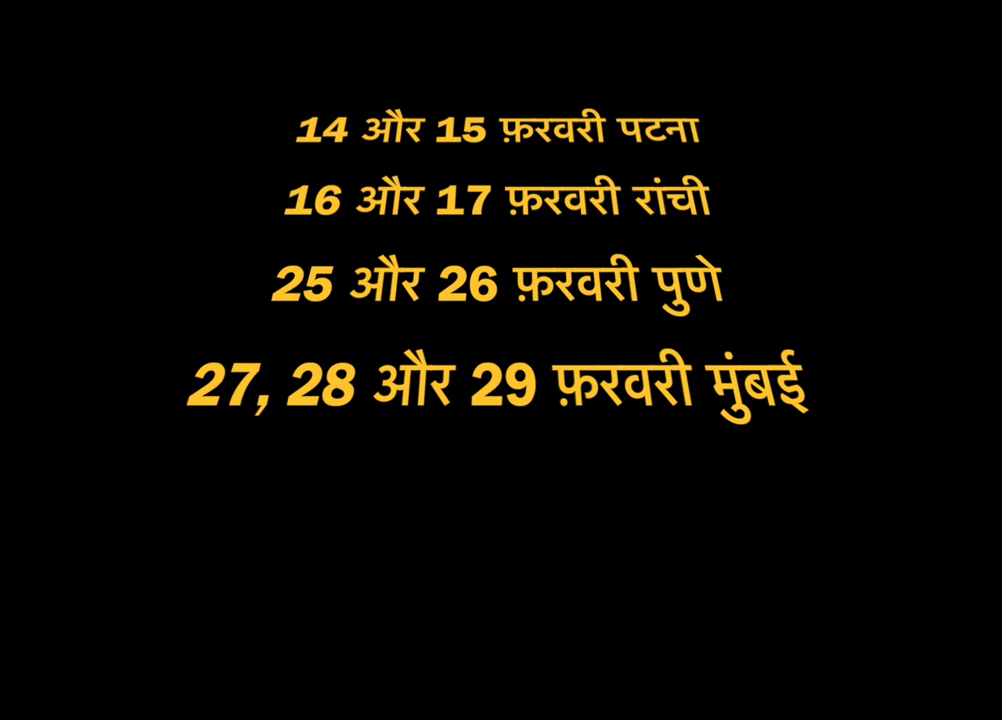 14 और 15 फ़रवरी पटना
16 और 17 फ़रवरी रांची
25 और 26 फ़रवरी पुणे
27, 28 और 29 फ़रवरी मुंबई